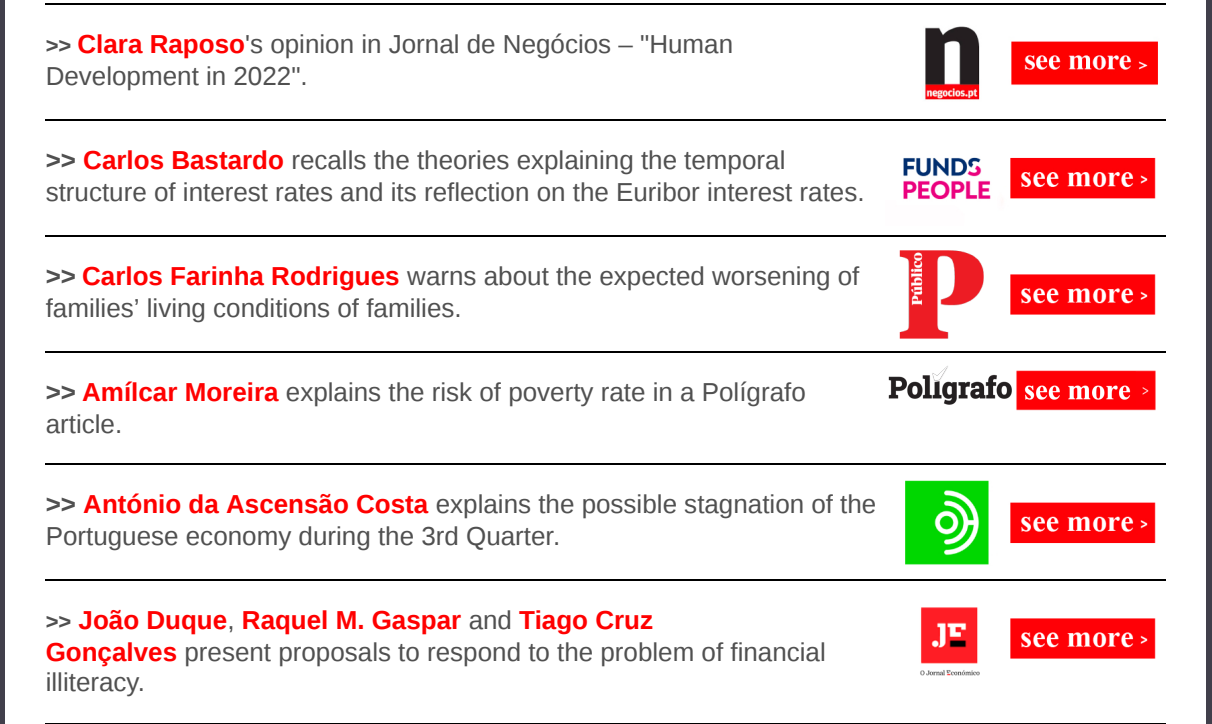 >> Clara Raposo's opinion in Jornal de Negócios – "Human
Development in 2022".
n
negocios.pt
see more >
>> Carlos Bastardo recalls the theories explaining the temporal
structure of interest rates and its reflection on the Euribor interest rates.
FUNDS
PEOPLE
see more >
>> Carlos Farinha Rodrigues warns about the expected worsening of
families’ living conditions of families.
P
Público
see more >
>> Amílcar Moreira explains the risk of poverty rate in a Polígrafo
article.
Polígrafo
see more >
>> António da Ascensão Costa explains the possible stagnation of the
Portuguese economy during the 3rd Quarter.
see more >
>> João Duque, Raquel M. Gaspar and Tiago Cruz
Gonçalves present proposals to respond to the problem of financial
illiteracy.
JE
O Jornal Económico
see more >